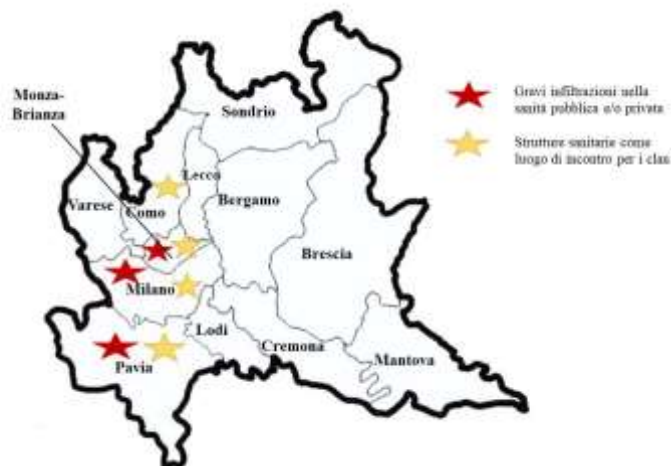 Monza-
Brianza
Sondrio
Lecco
Varese
Como
Bergamo
Brescia
Milano
Lodi
Cremona
Mantova
Pavia
Gravi infiltrazioni nella
sanità pubblica e/o privata
Strutture sanitarie come
luogo di incontro per i clan